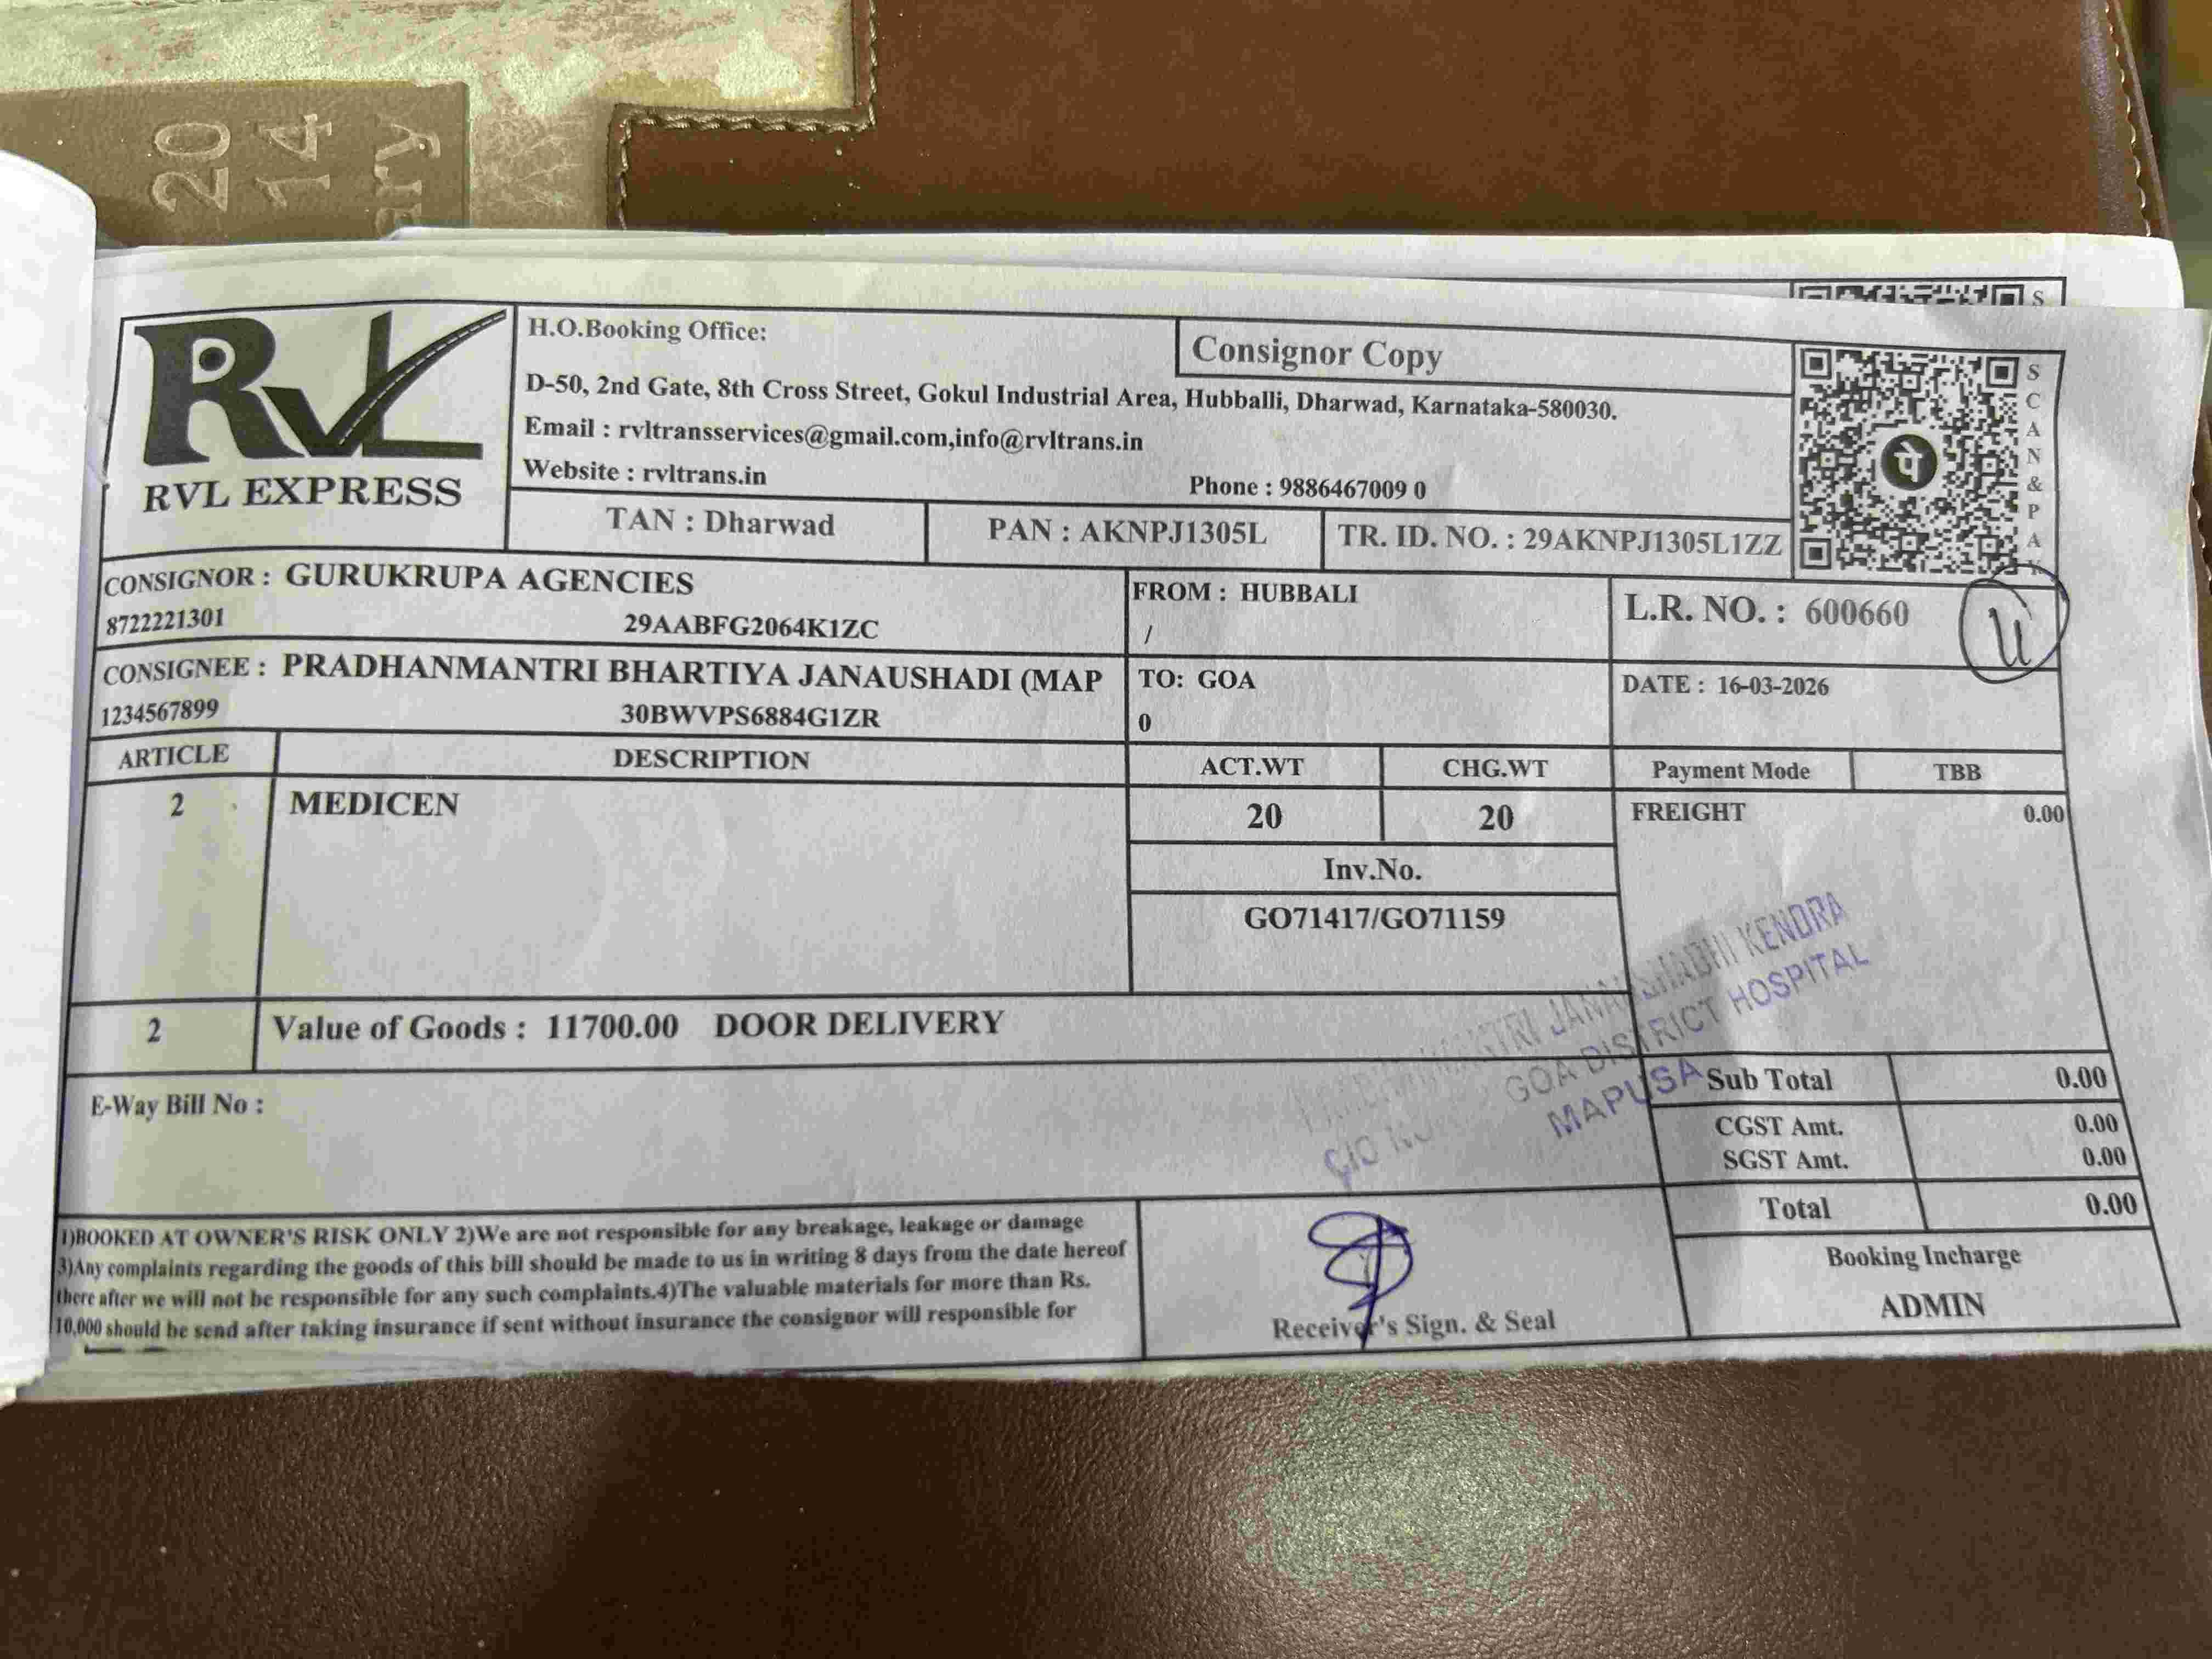 20
14
ary
S
RVL
RVL EXPRESS
H.O.Booking Office:
Consignor Copy
D-50, 2nd Gate, 8th Cross Street, Gokul Industrial Area, Hubballi, Dharwad, Karnataka-580030.
Email : rvltransservices@gmail.com,info@rvltrans.in
Website : rvltrans.in
Phone : 9886467009 0
TAN : Dharwad
PAN : AKNPJ1305L
TR. ID. NO. : 29AKNPJ1305L1ZZ
पे
SCAN&PAY
CONSIGNOR : GURUKRUPA AGENCIES
8722221301 29AABFG2064K1ZC
FROM : HUBBALI
/
L.R. NO. : 600660
CONSIGNEE : PRADHANMANTRI BHARTIYA JANAUSHADI (MAP
1234567899 30BWVPS6884G1ZR
TO: GOA
0
DATE : 16-03-2026
ARTICLE DESCRIPTION ACT.WT CHG.WT Payment Mode TBB
2 MEDICEN 20 20 FREIGHT 0.00
Inv.No.
GO71417/GO71159
2 Value of Goods : 11700.00 DOOR DELIVERY
JANAUSHADHI KENDRA
GOA DISTRICT HOSPITAL
MAPUSA
E-Way Bill No :
Sub Total 0.00
CGST Amt. 0.00
SGST Amt. 0.00
Total 0.00
1)BOOKED AT OWNER'S RISK ONLY 2)We are not responsible for any breakage, leakage or damage
3)Any complaints regarding the goods of this bill should be made to us in writing 8 days from the date hereof
there after we will not be responsible for any such complaints.4)The valuable materials for more than Rs.
10,000 should be send after taking insurance if sent without insurance the consignor will responsible for
Receiver's Sign. & Seal
Booking Incharge
ADMIN